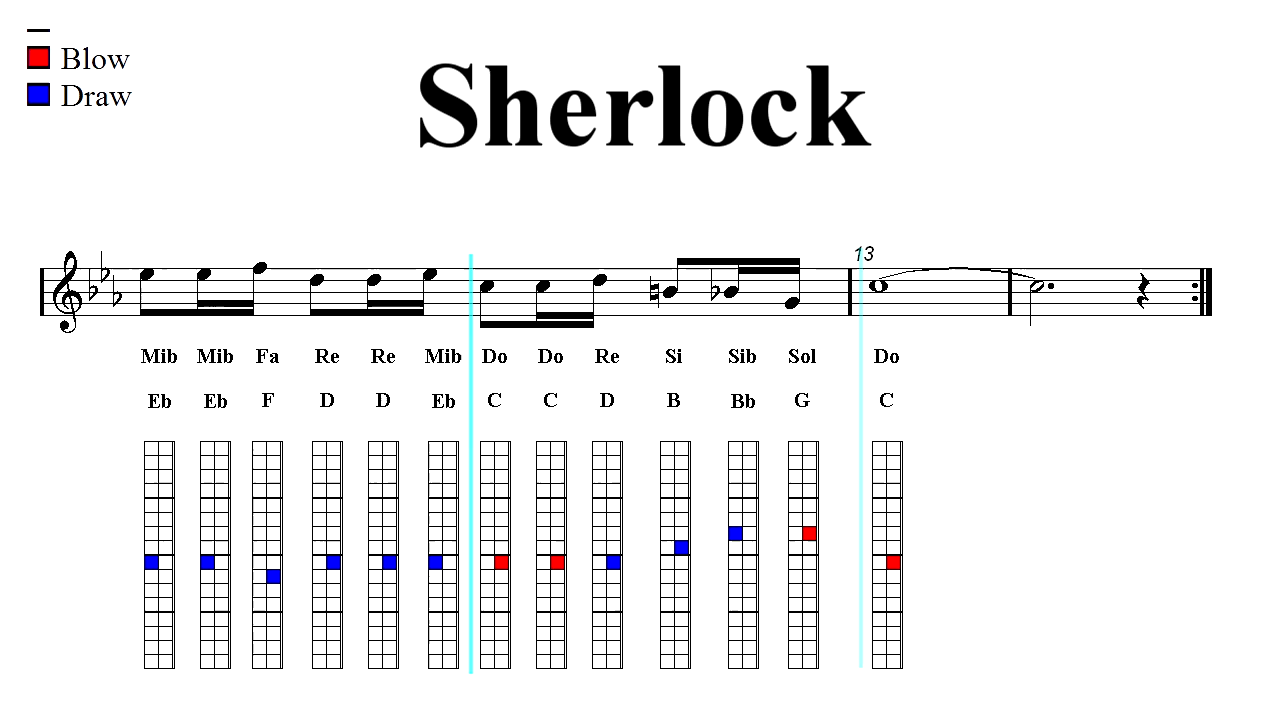 Blow
Draw
Sherlock
13
Mib Mib Fa Re Re Mib Do Do Re Si Sib Sol Do
Eb Eb F D D Eb C C D B Bb G C